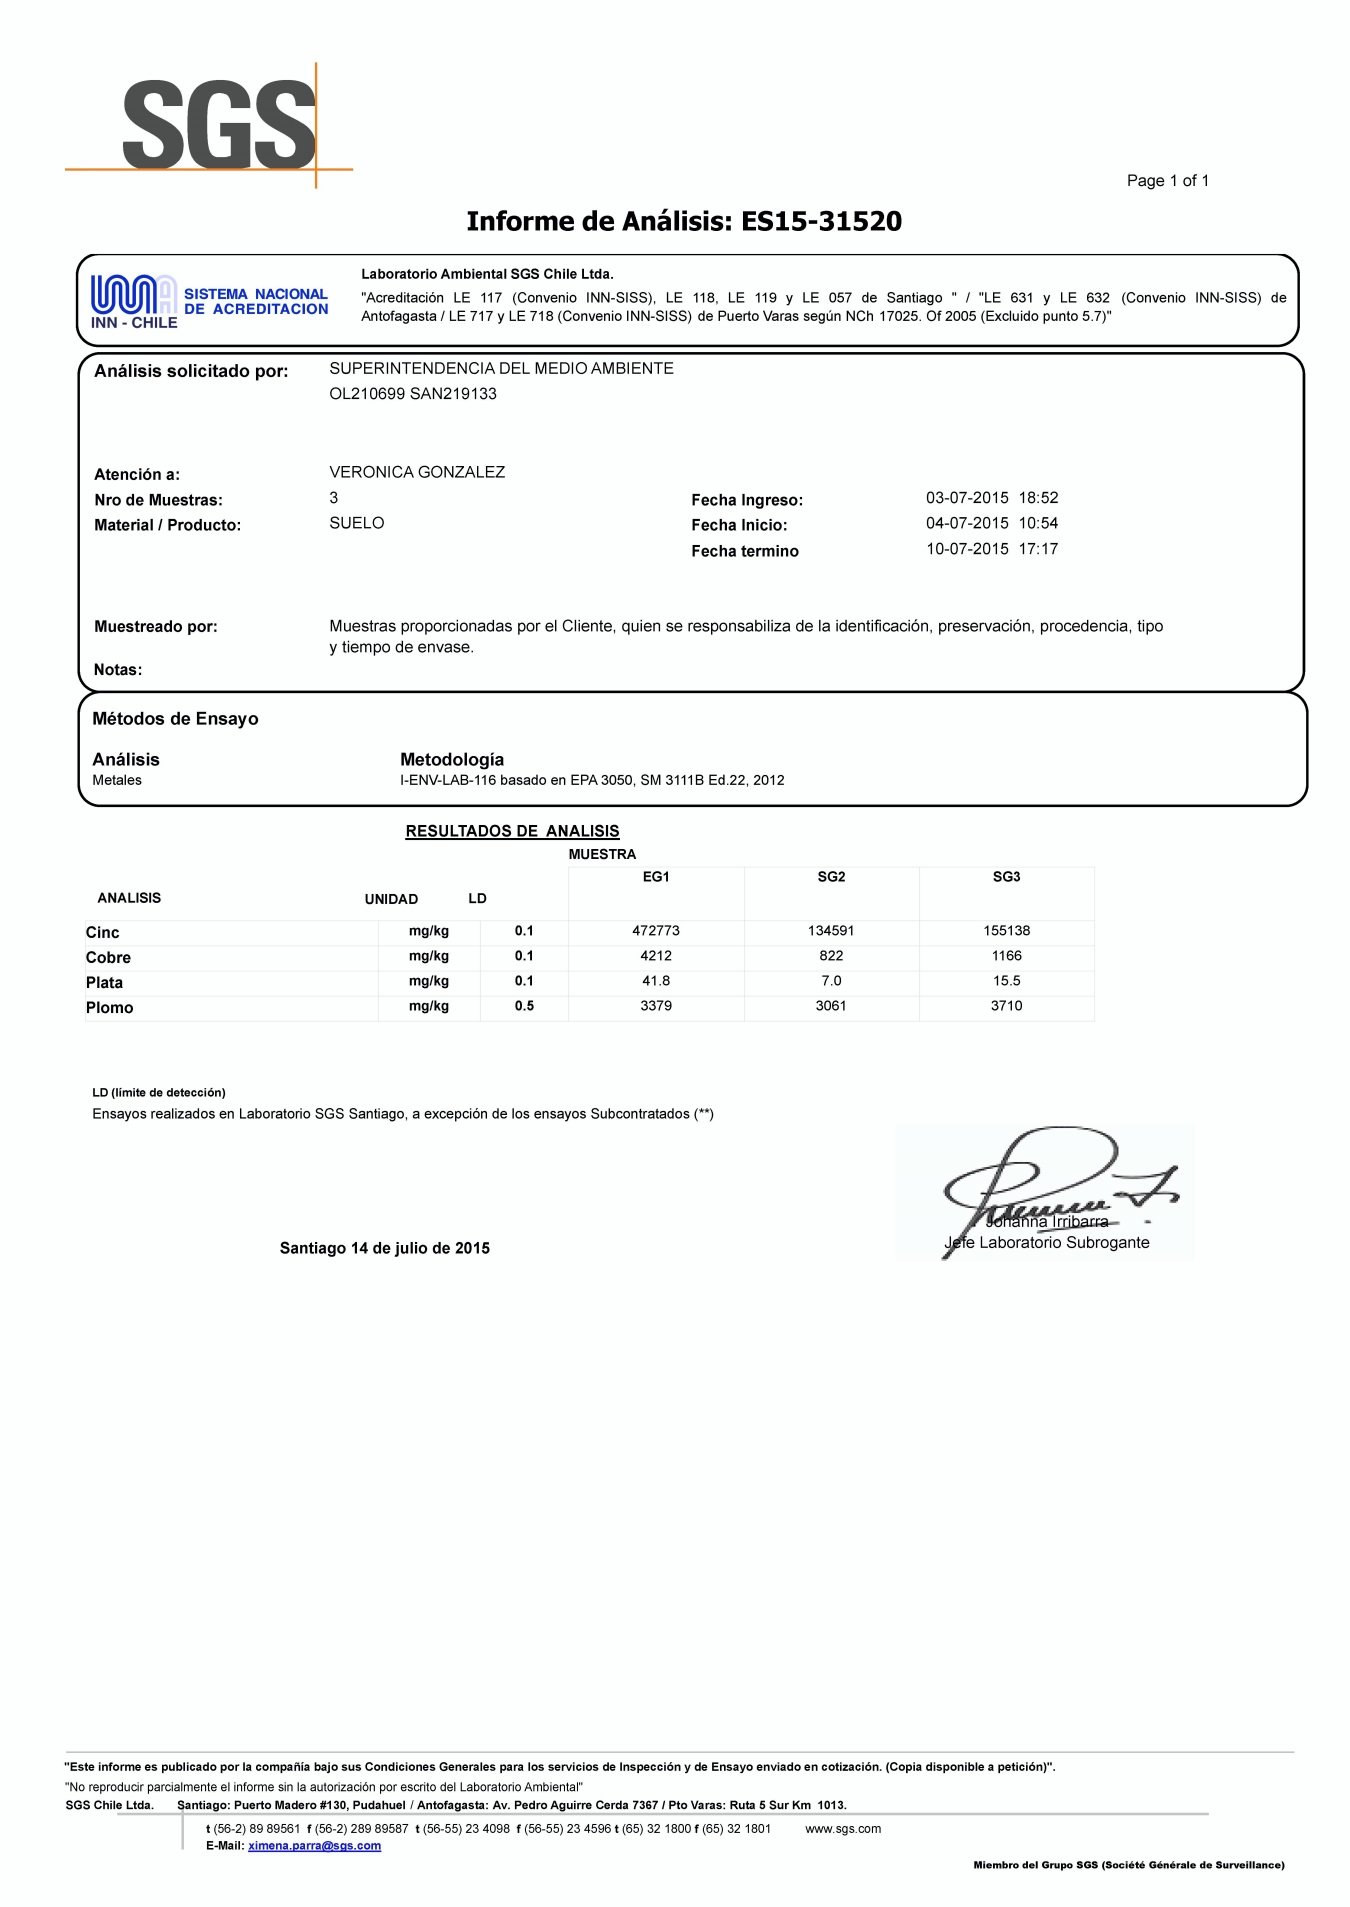 SGS
Page 1 of 1
Informe de Análisis: ES15-31520
INN - CHILE
SISTEMA NACIONAL
DE ACREDITACION
Laboratorio Ambiental SGS Chile Ltda.
"Acreditación LE 117 (Convenio INN-SISS), LE 118, LE 119 y LE 057 de Santiago " / "LE 631 y LE 632 (Convenio INN-SISS) de
Antofagasta / LE 717 y LE 718 (Convenio INN-SISS) de Puerto Varas según NCh 17025. Of 2005 (Excluido punto 5.7)"
Análisis solicitado por: SUPERINTENDENCIA DEL MEDIO AMBIENTE
OL210699 SAN219133
Atención a: VERONICA GONZALEZ
Nro de Muestras: 3 Fecha Ingreso: 03-07-2015 18:52
Material / Producto: SUELO Fecha Inicio: 04-07-2015 10:54
Fecha termino 10-07-2015 17:17
Muestreado por: Muestras proporcionadas por el Cliente, quien se responsabiliza de la identificación, preservación, procedencia, tipo
y tiempo de envase.
Notas:
Métodos de Ensayo
Análisis Metodología
Metales I-ENV-LAB-116 basado en EPA 3050, SM 3111B Ed.22, 2012
RESULTADOS DE ANALISIS
MUESTRA
EG1 SG2 SG3
ANALISIS UNIDAD LD
Cinc mg/kg 0.1 472773 134591 155138
Cobre mg/kg 0.1 4212 822 1166
Plata mg/kg 0.1 41.8 7.0 15.5
Plomo mg/kg 0.5 3379 3061 3710
LD (límite de detección)
Ensayos realizados en Laboratorio SGS Santiago, a excepción de los ensayos Subcontratados (**)
Johanna Irribarra
Jefe Laboratorio Subrogante
Santiago 14 de julio de 2015
"Este informe es publicado por la compañía bajo sus Condiciones Generales para los servicios de Inspección y de Ensayo enviado en cotización. (Copia disponible a petición)".
"No reproducir parcialmente el informe sin la autorización por escrito del Laboratorio Ambiental"
SGS Chile Ltda. Santiago: Puerto Madero #130, Pudahuel / Antofagasta: Av. Pedro Aguirre Cerda 7367 / Pto Varas: Ruta 5 Sur Km 1013.
t (56-2) 89 89561 f (56-2) 289 89587 t (56-55) 23 4098 f (56-55) 23 4596 t (65) 32 1800 f (65) 32 1801 www.sgs.com
E-Mail: ximena.parra@sgs.com
Miembro del Grupo SGS (Société Générale de Surveillance)